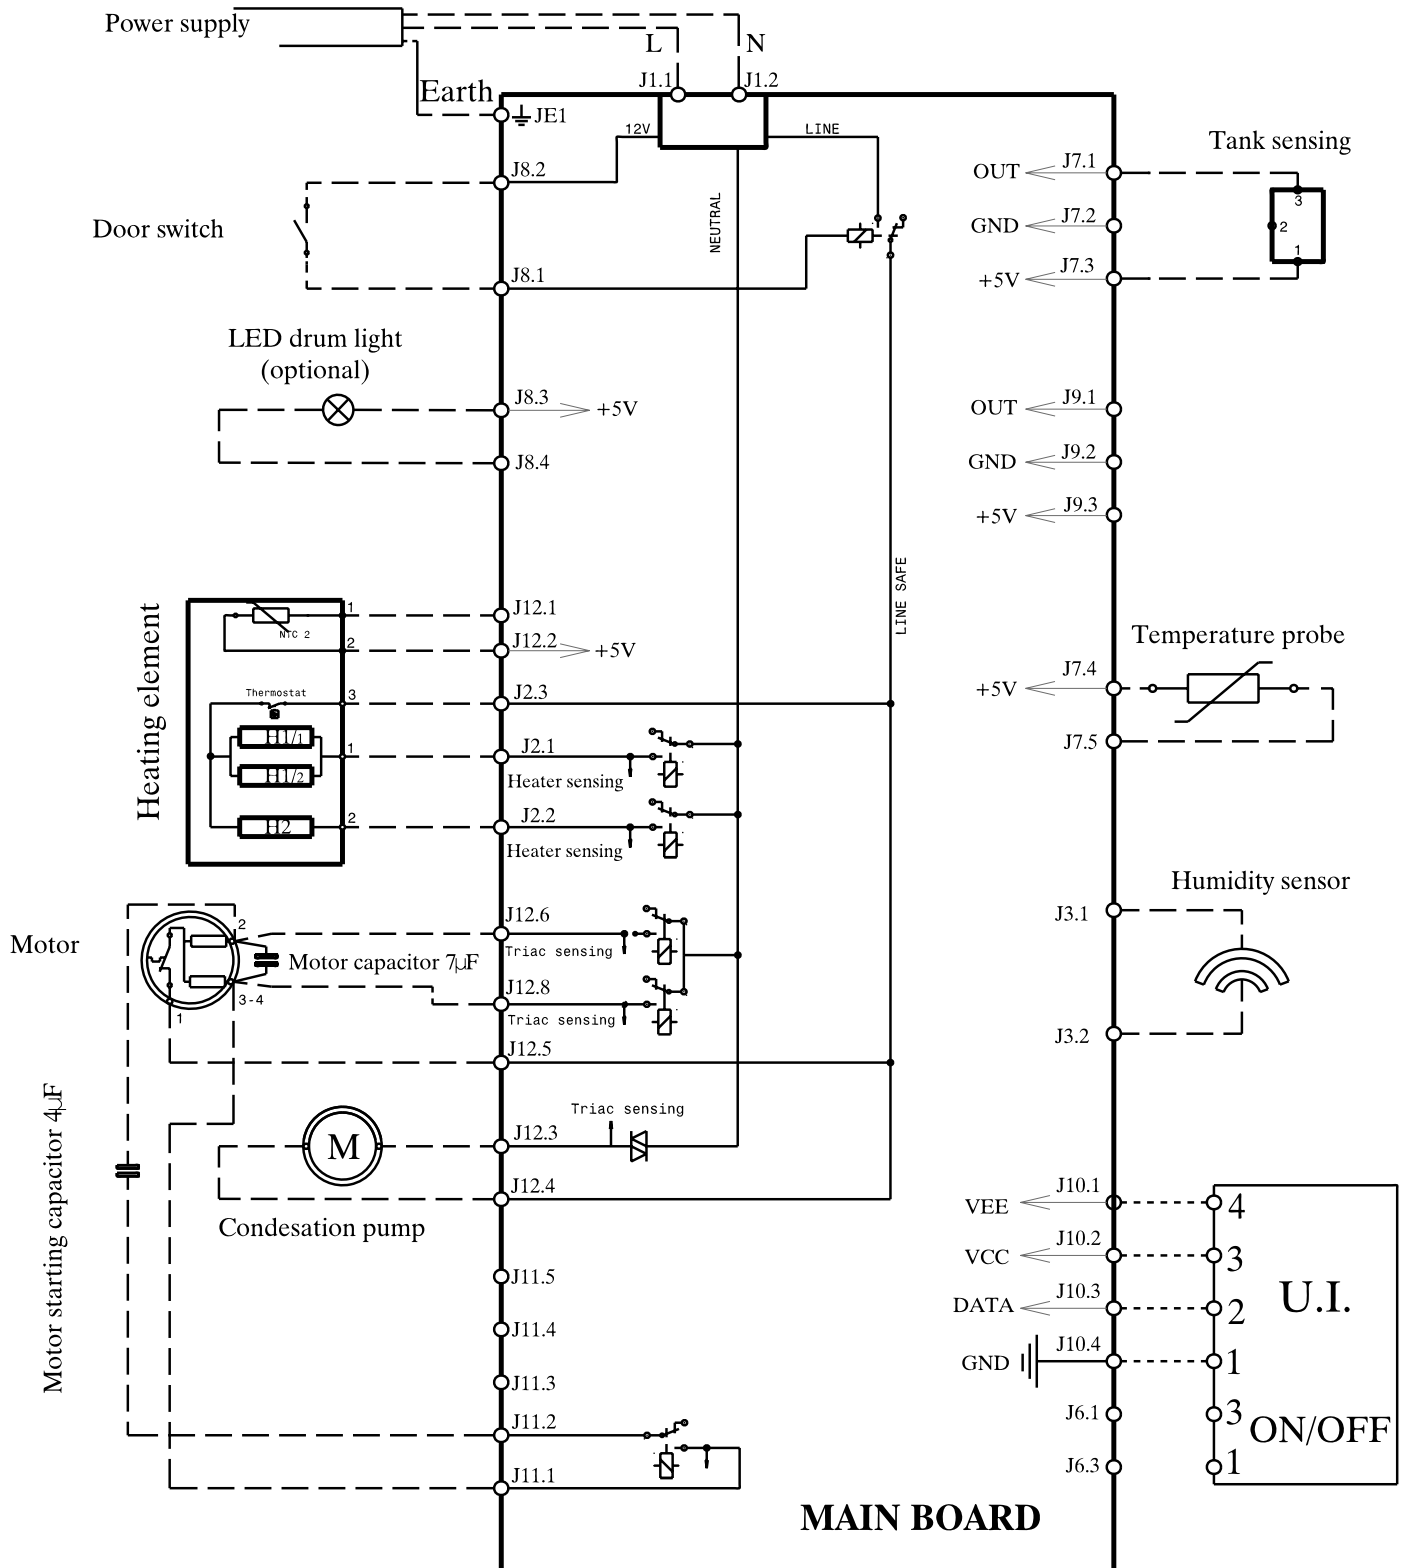 Power supply
L
N
J1.1
J1.2
Earth
JE1
12V
LINE
J8.2
NEUTRAL
Door switch
J8.1
Tank sensing
OUT
J7.1
3
GND
J7.2
2
1
+5V
J7.3
LED drum light
(optional)
J8.3
+5V
J8.4
OUT
J9.1
GND
J9.2
+5V
J9.3
LINE SAFE
Heating element
NTC 2
1
J12.1
2
J12.2
+5V
Thermostat
3
J2.3
H1/1
1
J2.1
H1/2
Heater sensing
H2
2
J2.2
Heater sensing
Temperature probe
+5V
J7.4
J7.5
Humidity sensor
J3.1
J3.2
Motor
2
J12.6
Triac sensing
Motor capacitor 7µF
3-4
J12.8
1
Triac sensing
J12.5
Motor starting capacitor 4µF
Triac sensing
M
J12.3
J12.4
Condesation pump
J11.5
J11.4
J11.3
J11.2
J11.1
VEE
J10.1
4
VCC
J10.2
3
DATA
J10.3
2
U.I.
GND
J10.4
1
J6.1
3
ON/OFF
J6.3
1
MAIN BOARD